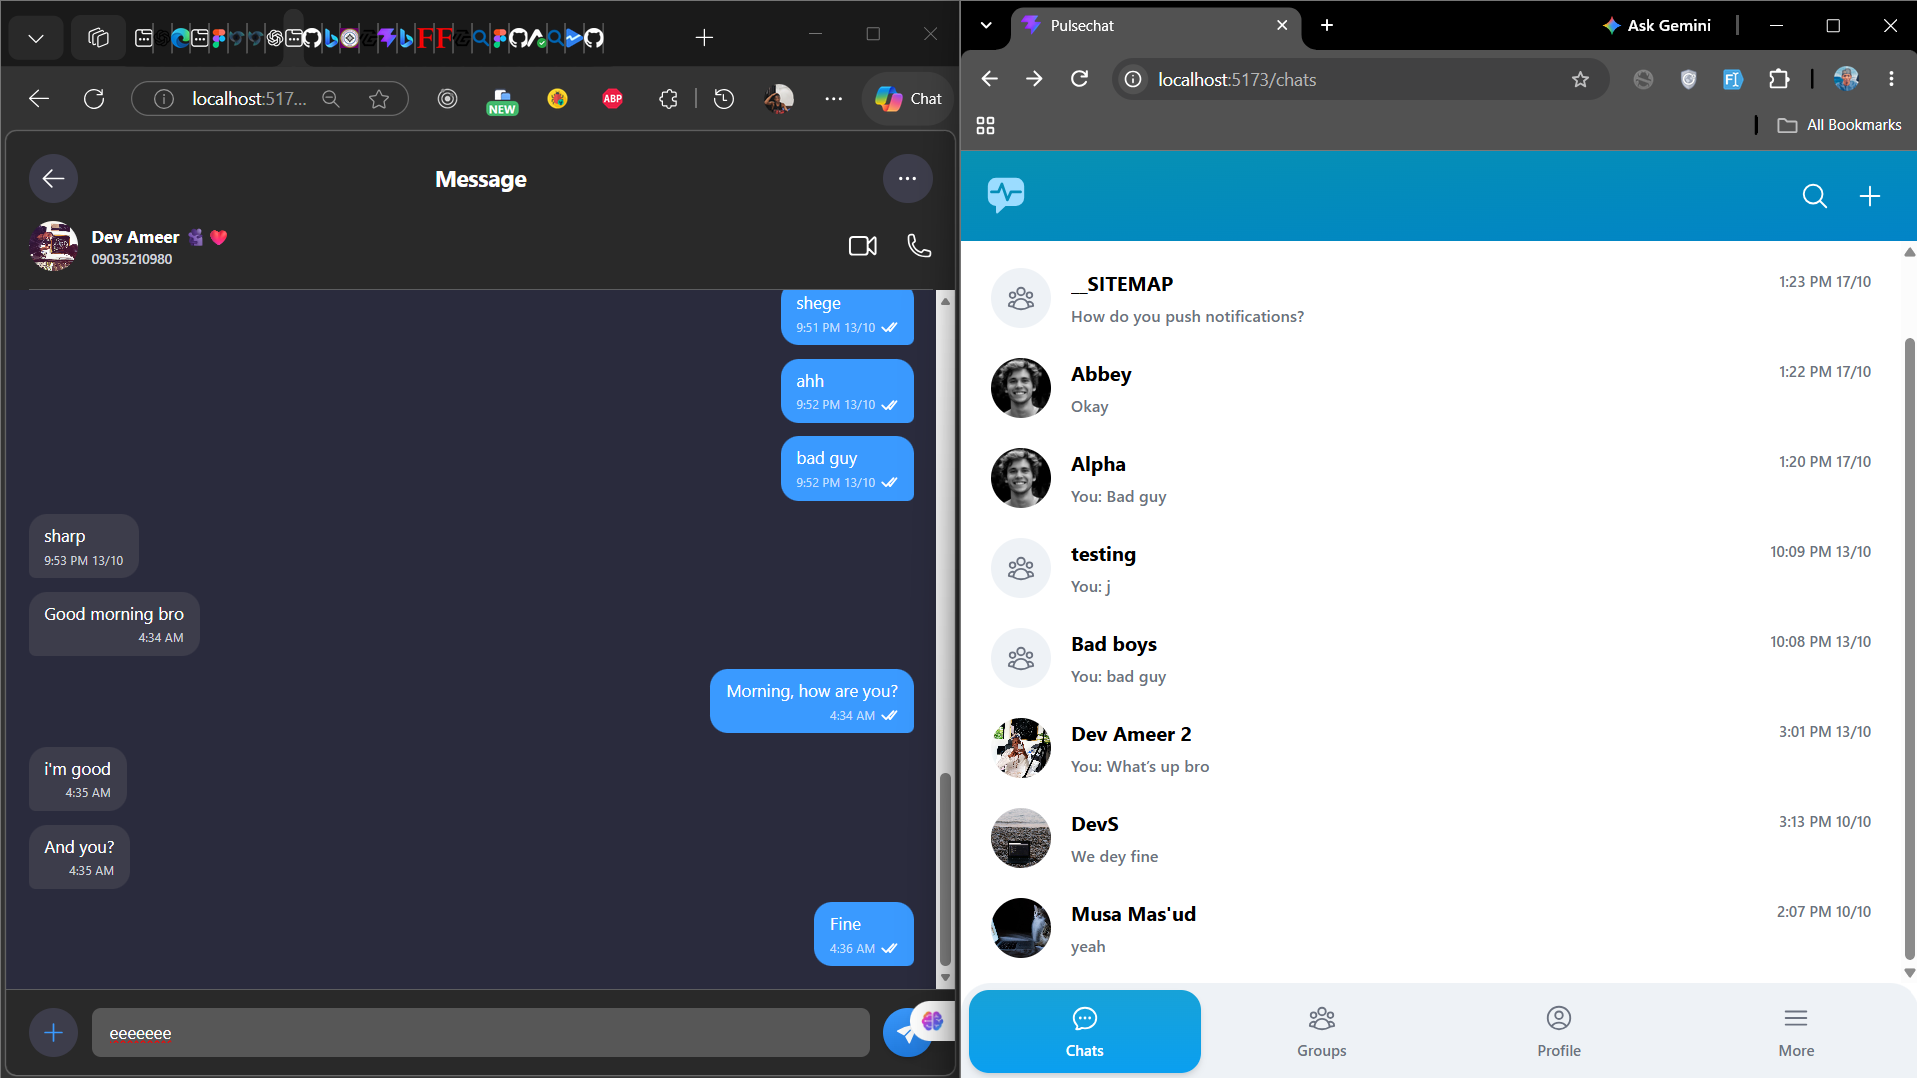 localhost:517...
NEW
ABP
Chat
Message
Dev Ameer
09035210980
shege
9:51 PM 13/10
ahh
9:52 PM 13/10
bad guy
9:52 PM 13/10
sharp
9:53 PM 13/10
Good morning bro
4:34 AM
Morning, how are you?
4:34 AM
i'm good
4:35 AM
And you?
4:35 AM
Fine
4:36 AM
eeeeeee
Pulsechat
Ask Gemini
localhost:5173/chats
All Bookmarks
__SITEMAP
1:23 PM 17/10
How do you push notifications?
Abbey
1:22 PM 17/10
Okay
Alpha
1:20 PM 17/10
You: Bad guy
testing
10:09 PM 13/10
You: j
Bad boys
10:08 PM 13/10
You: bad guy
Dev Ameer 2
3:01 PM 13/10
You: What's up bro
DevS
3:13 PM 10/10
We dey fine
Musa Mas'ud
2:07 PM 10/10
yeah
Chats
Groups
Profile
More